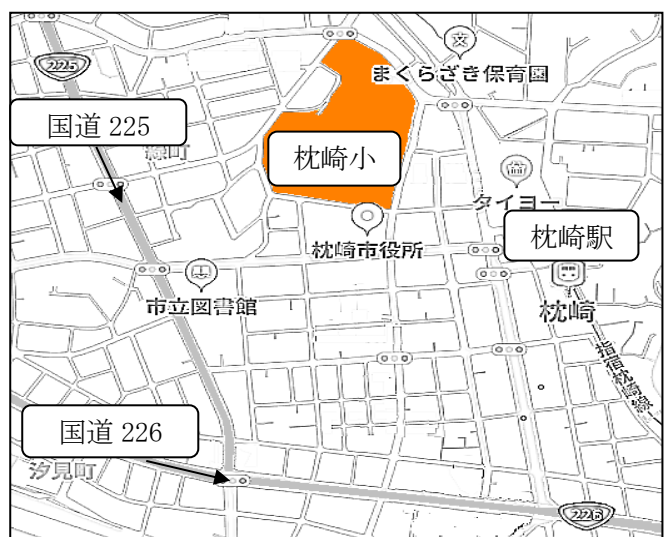 225
文
まくらざき保育園
国道 225
緑町
枕崎小
タイヨー
枕崎駅
枕崎市役所
市立図書館
枕崎
指宿枕崎線
国道 226
汐見町
226